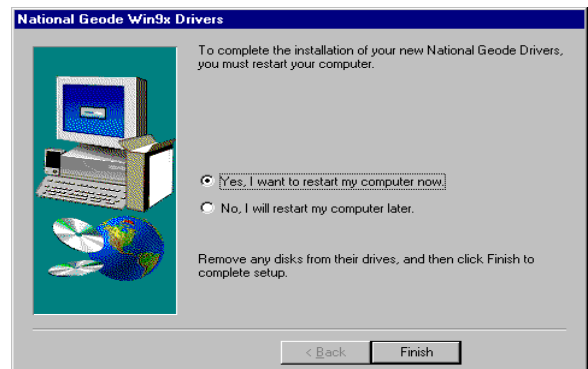 National Geode Win9x Drivers
To complete the installation of your new National Geode Drivers,
you must restart your computer.
Yes, I want to restart my computer now.
No, I will restart my computer later.
Remove any disks from their drives, and then click Finish to
complete setup.
< Back
Finish